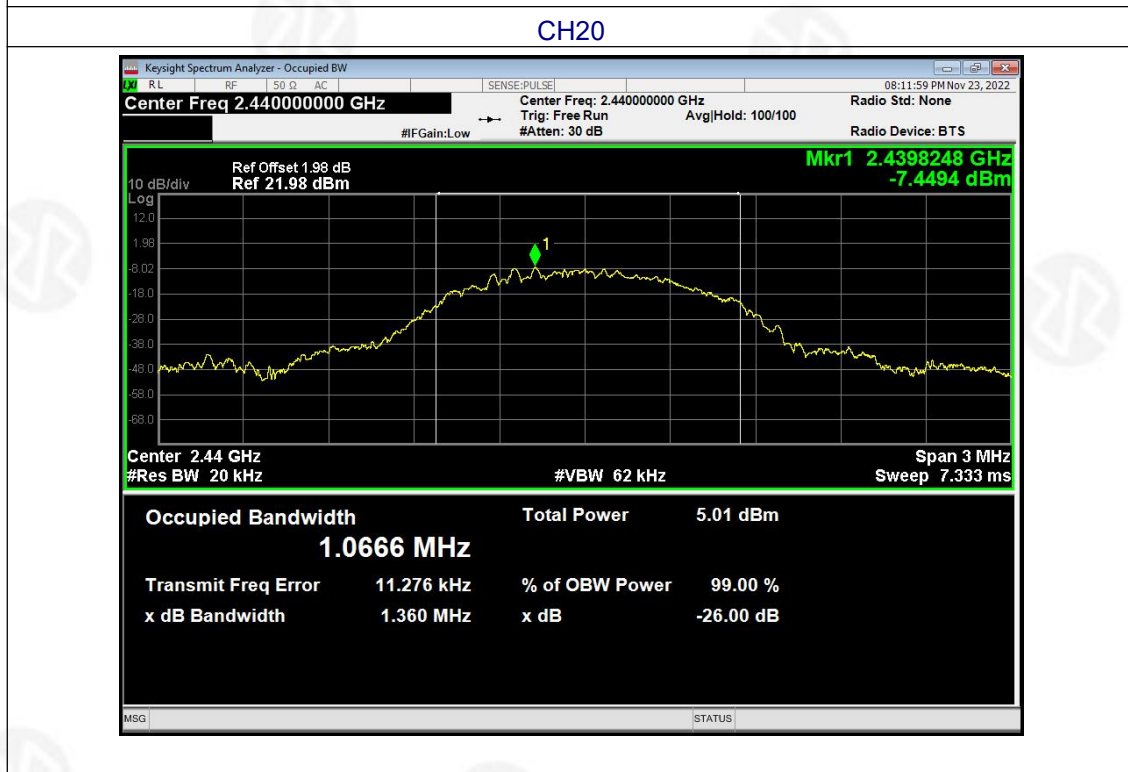 CH20
Keysight Spectrum Analyzer - Occupied BW
LXI RL RF 50 Ω AC SENSE:PULSE 08:11:59 PM Nov 23, 2022
Center Freq 2.440000000 GHz Center Freq: 2.440000000 GHz Radio Std: None
Trig: Free Run Avg|Hold: 100/100
#IFGain:Low #Atten: 30 dB Radio Device: BTS
Mkr1 2.4398248 GHz
-7.4494 dBm
Ref Offset 1.98 dB
10 dB/div Ref 21.98 dBm
Log
12.0
1.98
1
-8.02
-18.0
-28.0
-38.0
-48.0
-58.0
-68.0
Center 2.44 GHz Span 3 MHz
#Res BW 20 kHz #VBW 62 kHz Sweep 7.333 ms
Occupied Bandwidth Total Power 5.01 dBm
1.0666 MHz
Transmit Freq Error 11.276 kHz % of OBW Power 99.00 %
x dB Bandwidth 1.360 MHz x dB -26.00 dB
MSG STATUS